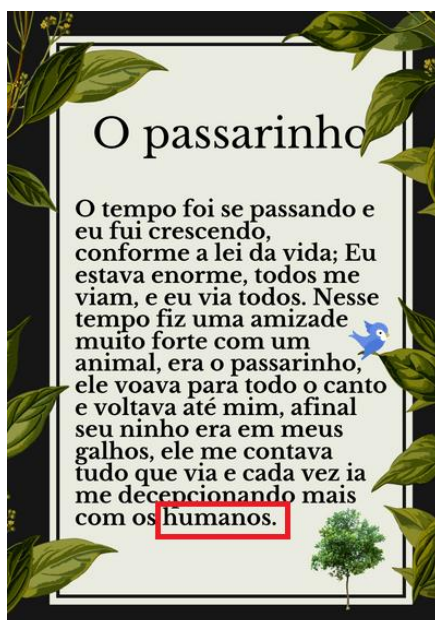 O passarinho
O tempo foi se passando e
eu fui crescendo,
conforme a lei da vida; Eu
estava enorme, todos me
viam, e eu via todos. Nesse
tempo fiz uma amizade
muito forte com um
animal, era o passarinho,
ele voava para todo o canto
e voltava até mim, afinal
seu ninho era em meus
galhos, ele me contava
tudo que via e cada vez ia
me decepcionando mais
com os humanos.